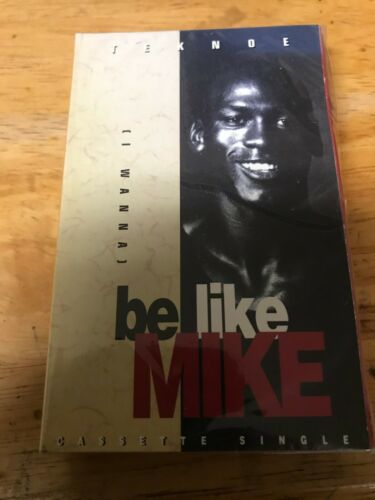 TEKNOE
(I WANNA)
be like
MIKE
CASSETTE SINGLE